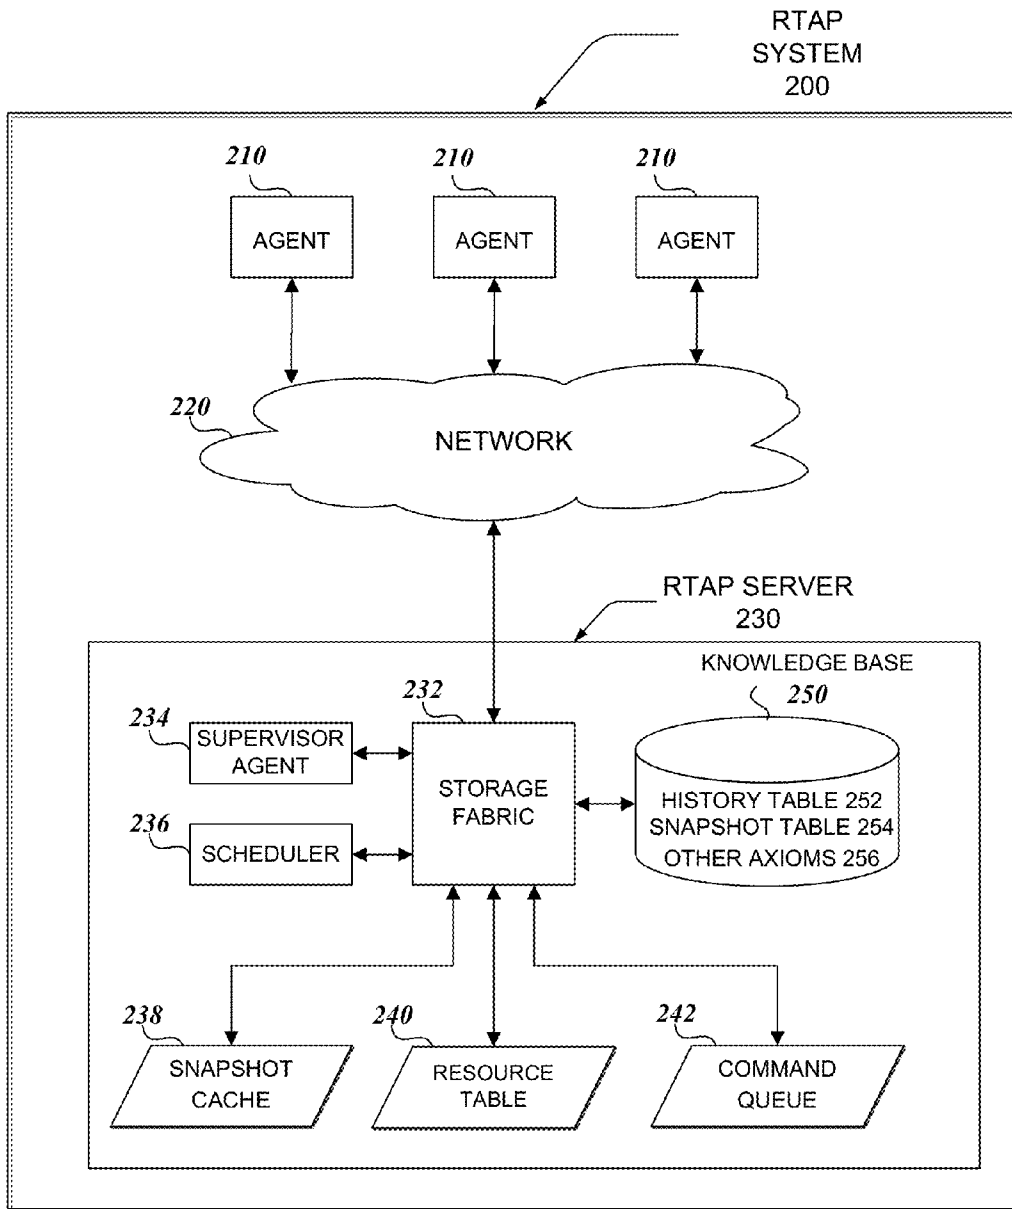 RTAP
SYSTEM
200
210
210
210
AGENT
AGENT
AGENT
220
NETWORK
RTAP SERVER
230
KNOWLEDGE BASE
250
232
234
SUPERVISOR
AGENT
STORAGE
FABRIC
HISTORY TABLE 252
SNAPSHOT TABLE 254
OTHER AXIOMS 256
236
SCHEDULER
238
SNAPSHOT
CACHE
240
RESOURCE
TABLE
242
COMMAND
QUEUE